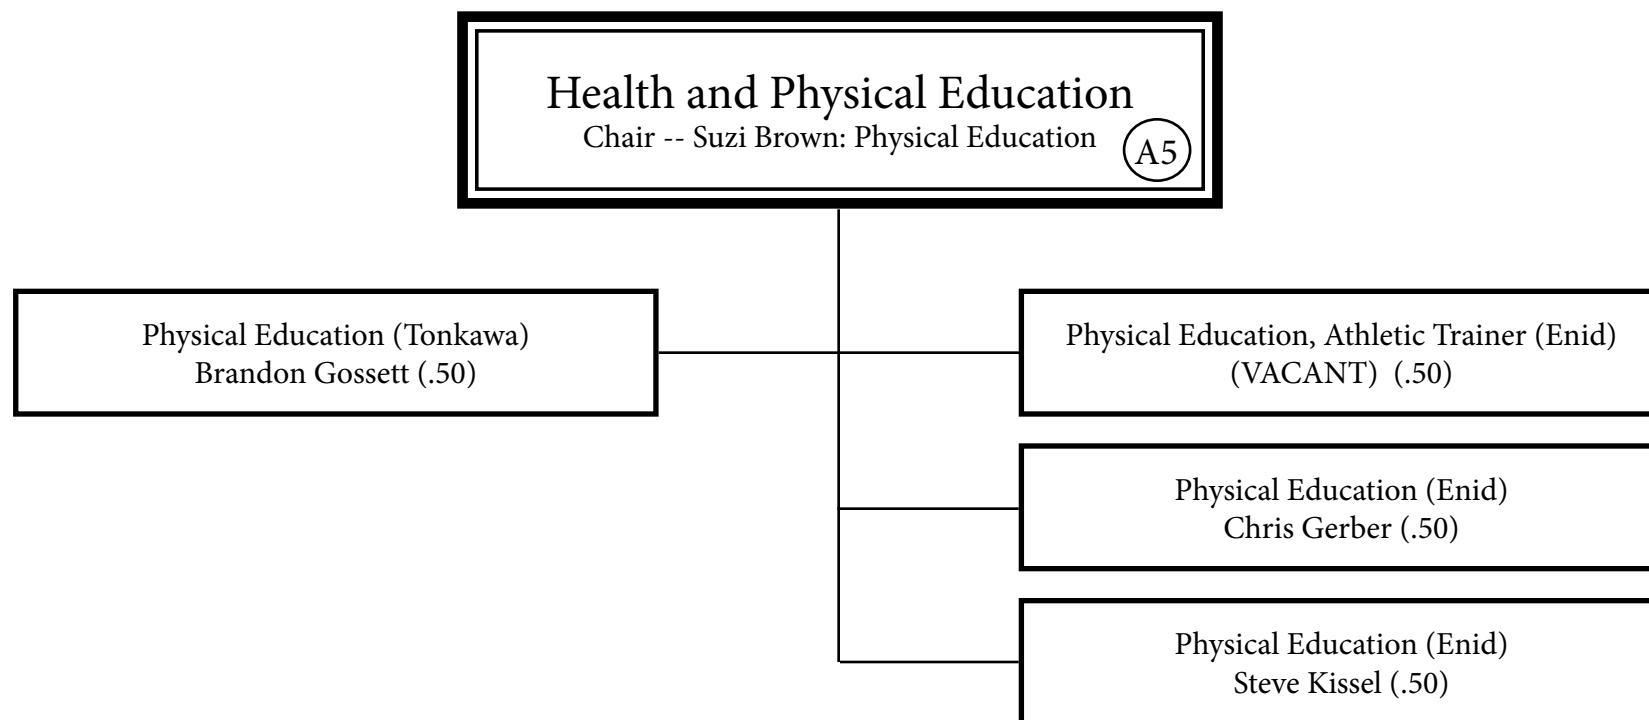 Health and Physical Education
Chair -- Suzi Brown: Physical Education
A5
Physical Education (Tonkawa)
Brandon Gossett (.50)
Physical Education, Athletic Trainer (Enid)
(VACANT)  (.50)
Physical Education (Enid)
Chris Gerber (.50)
Physical Education (Enid)
Steve Kissel (.50)